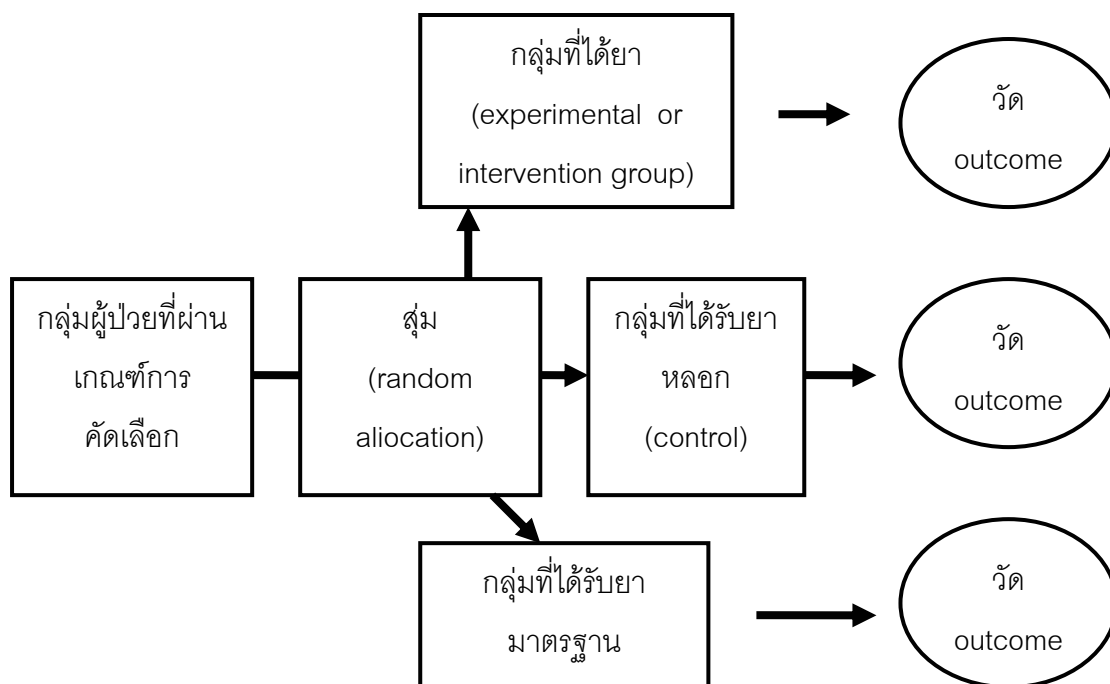 กลุ่มที่ได้ยา
(experimental or
intervention group)
วัด
outcome
กลุ่มผู้ป่วยที่ผ่าน
เกณฑ์การ
คัดเลือก
สุ่ม
(random
aliocation)
กลุ่มที่ได้รับยา
หลอก
(control)
วัด
outcome
กลุ่มที่ได้รับยา
มาตรฐาน
วัด
outcome